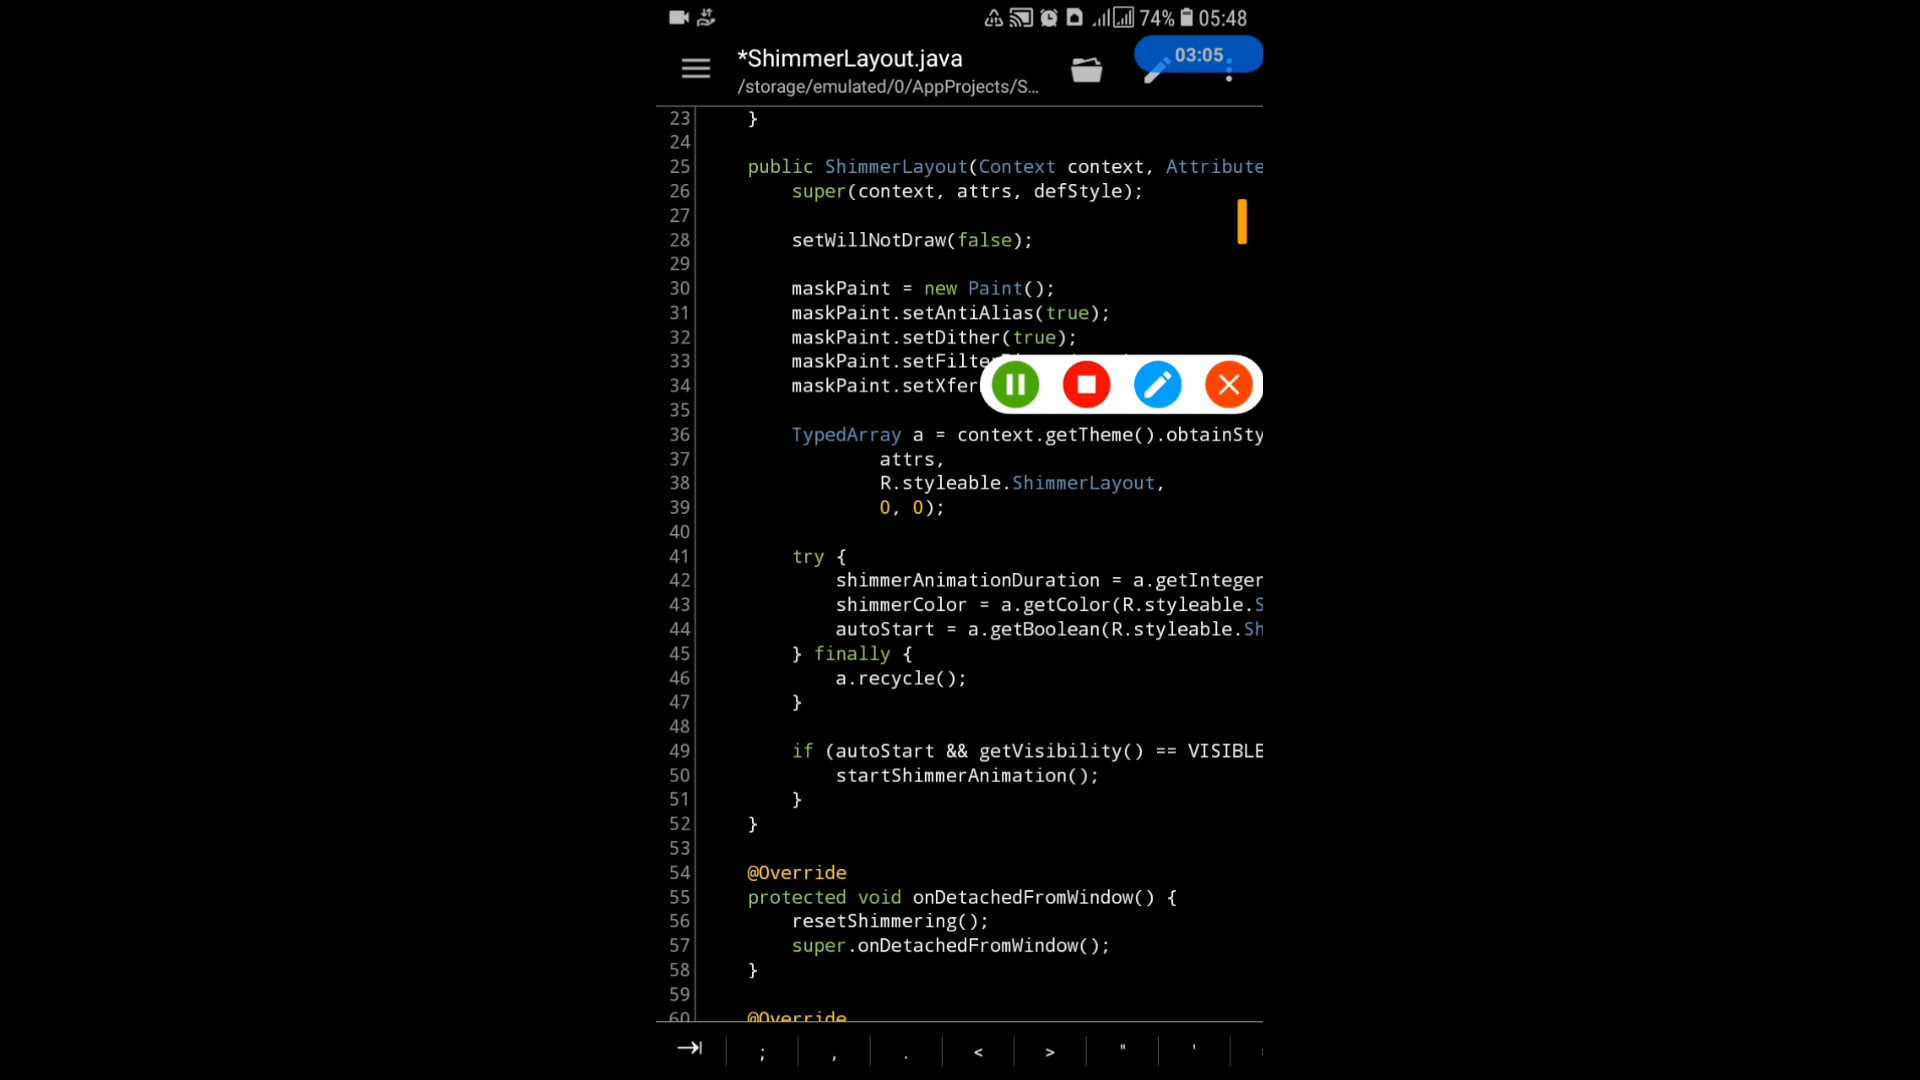 74% 05:48
*ShimmerLayout.java
03:05
/storage/emulated/0/AppProjects/S...
23 }
24
25 public ShimmerLayout(Context context, Attribute
26 super(context, attrs, defStyle);
27
28 setWillNotDraw(false);
29
30 maskPaint = new Paint();
31 maskPaint.setAntiAlias(true);
32 maskPaint.setDither(true);
33 maskPaint.setFilte
34 maskPaint.setXfer
35
36 TypedArray a = context.getTheme().obtainSty
37 attrs,
38 R.styleable.ShimmerLayout,
39 0, 0);
40
41 try {
42 shimmerAnimationDuration = a.getInteger
43 shimmerColor = a.getColor(R.styleable.S
44 autoStart = a.getBoolean(R.styleable.Sh
45 } finally {
46 a.recycle();
47 }
48
49 if (autoStart && getVisibility() == VISIBLE
50 startShimmerAnimation();
51 }
52 }
53
54 @Override
55 protected void onDetachedFromWindow() {
56 resetShimmering();
57 super.onDetachedFromWindow();
58 }
59
60 @Override
; , . < > " '